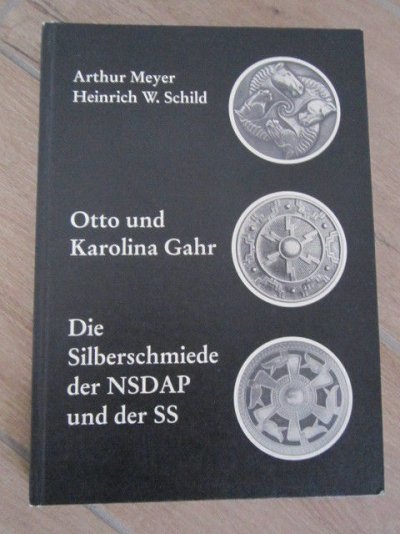 Arthur Meyer
Heinrich W. Schild
Otto und
Karolina Gahr
Die
Silberschmiede
der NSDAP
und der SS